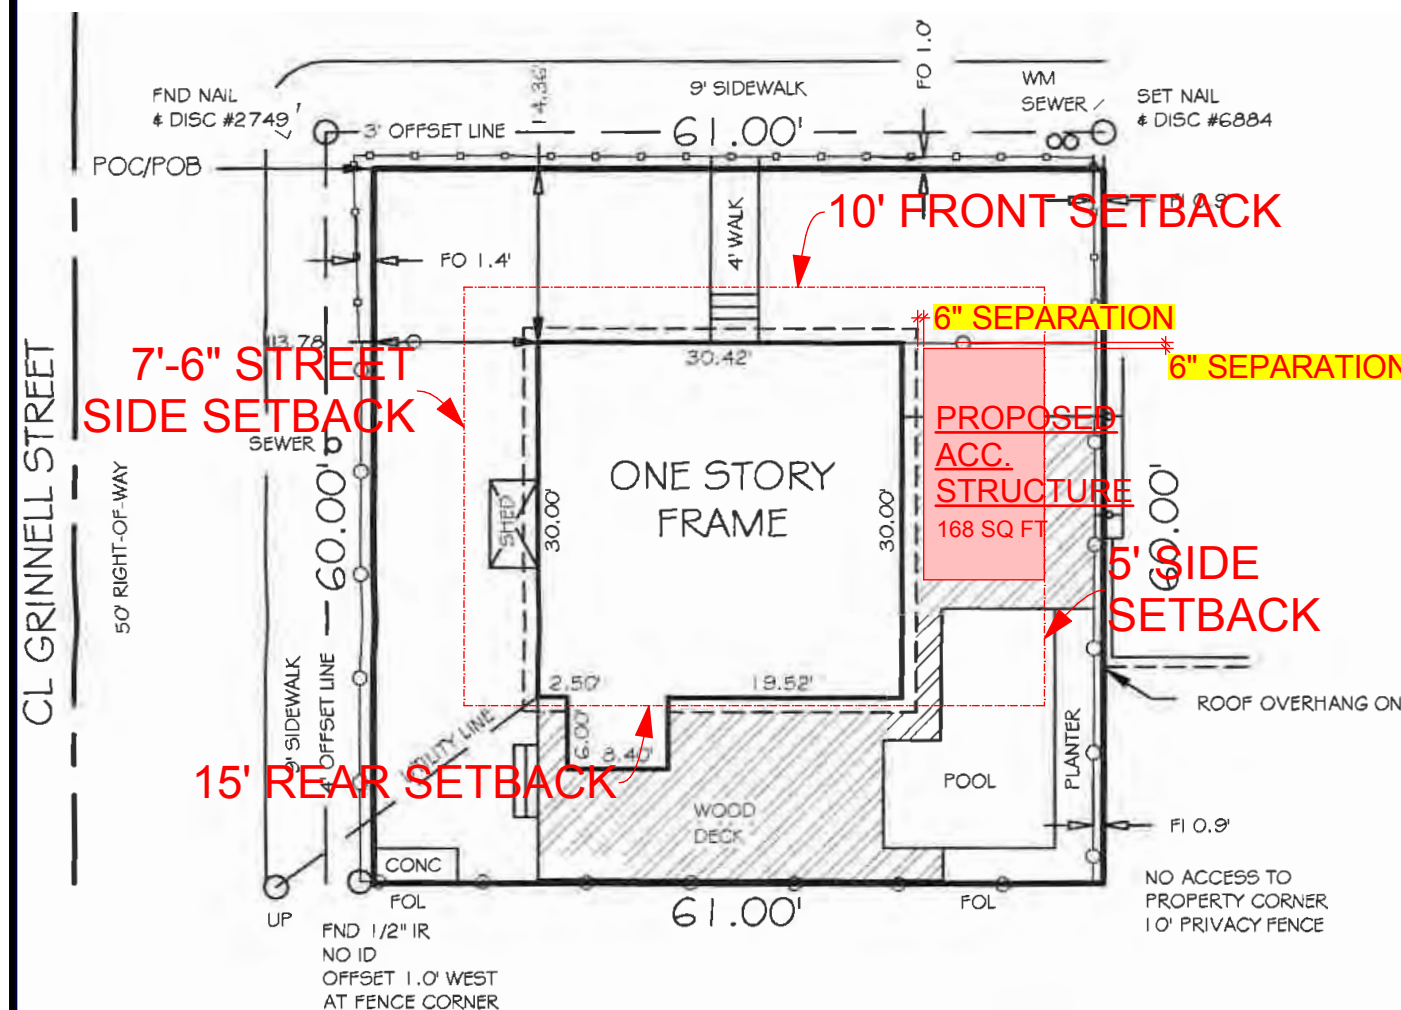 FO 1.0'
9' SIDEWALK
WM
SEWER
SET NAIL
& DISC #6884
FND NAIL
& DISC #2749
14.36'
3' OFFSET LINE
61.00'
POC/POB
10' FRONT SETBACK
FI 0.9'
4' WALK
FO 1.4'
6" SEPARATION
6" SEPARATION
13.78
30.42'
7'-6" STREET
SIDE SETBACK
SEWER
CL GRINNELL STREET
50' RIGHT-OF-WAY
60.00'
SHED
30.00'
ONE STORY
FRAME
30.00'
PROPOSED
ACC.
STRUCTURE
168 SQ FT
60.00'
5' SIDE
SETBACK
9' SIDEWALK
4' OFFSET LINE
UTILITY LINE
2.50'
19.52'
6.00'
8.40'
15' REAR SETBACK
ROOF OVERHANG ON
PLANTER
POOL
WOOD
DECK
FI 0.9'
CONC
FOL
UP
61.00'
FOL
NO ACCESS TO
PROPERTY CORNER
10' PRIVACY FENCE
FND 1/2" IR
NO ID
OFFSET 1.0' WEST
AT FENCE CORNER